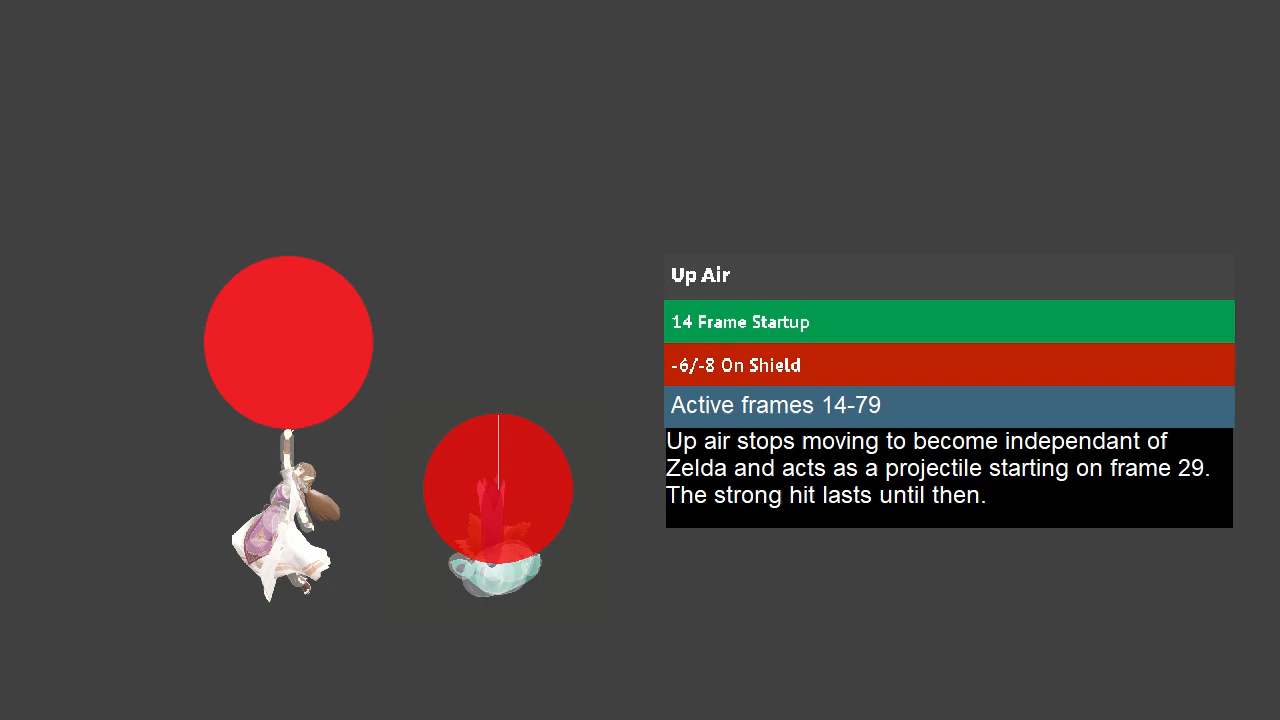 Up Air
14 Frame Startup
-6/-8 On Shield
Active frames 14-79
Up air stops moving to become independant of
Zelda and acts as a projectile starting on frame 29.
The strong hit lasts until then.